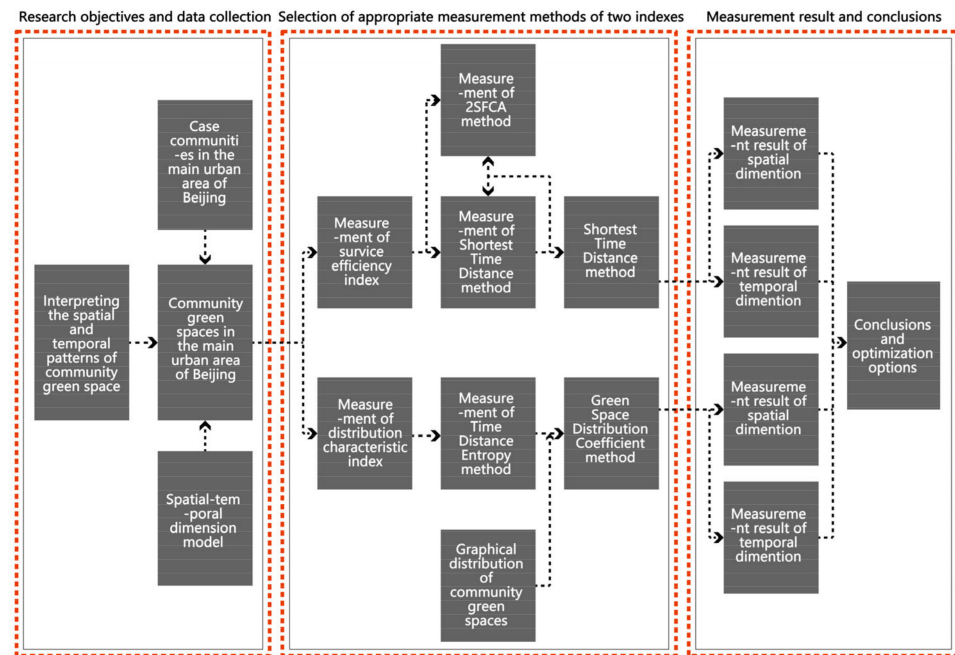 Research objectives and data collection
Selection of appropriate measurement methods of two indexes
Measurement result and conclusions
Case
communiti
-es in the
main urban
area of
Beijing
Interpreting
the spatial
and
temporal
patterns of
community
green space
Community
green
spaces in
the main
urban area
of Beijing
Spatial-tem
-poral
dimension
model
Measure
-ment of
2SFCA
method
Measure
-ment of
survice
efficiency
index
Measure
-ment of
Shortest
Time
Distance
method
Shortest
Time
Distance
method
Measure
-ment of
distribution
characteristic
index
Measure
-ment of
Time
Distance
Entropy
method
Green
Space
Distribution
Coefficient
method
Graphical
distribution
of
community
green
spaces
Measureme
-nt result of
spatial
dimention
Measureme
-nt result of
temporal
dimention
Measureme
-nt result of
spatial
dimention
Measureme
-nt result of
temporal
dimention
Conclusions
and
optimization
options